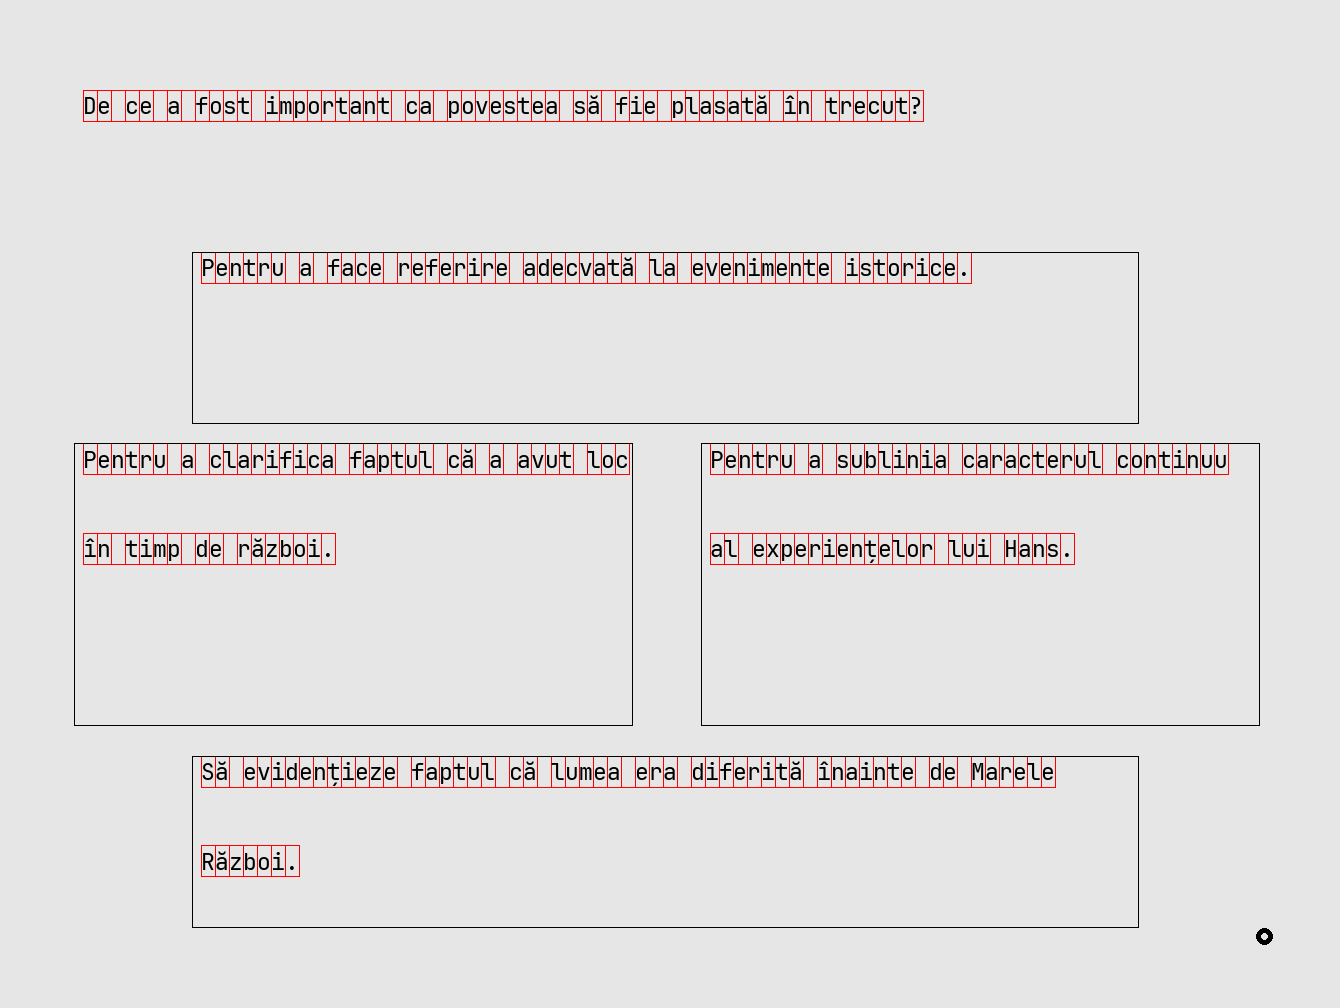 De ce a fost important ca povestea să fie plasată în trecut?
Pentru a face referire adecvată la evenimente istorice.
Pentru a clarifica faptul că a avut loc
în timp de război.
Pentru a sublinia caracterul continuu
al experiențelor lui Hans.
Să evidențieze faptul că lumea era diferită înainte de Marele
Război.